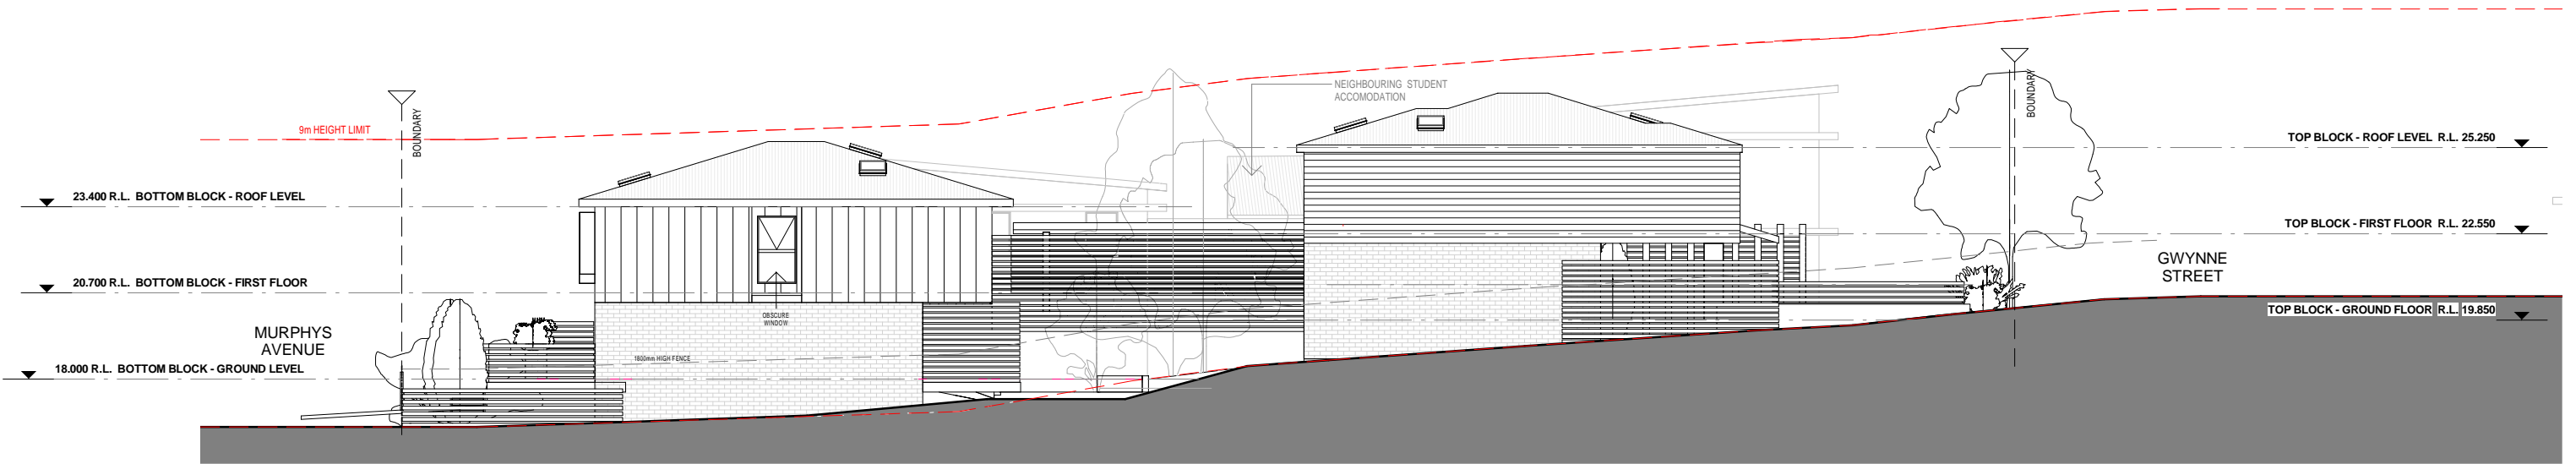 NEIGHBOURING STUDENT
ACCOMODATION
9m HEIGHT LIMIT
BOUNDARY
BOUNDARY
TOP BLOCK - ROOF LEVEL R.L. 25.250
23.400 R.L. BOTTOM BLOCK - ROOF LEVEL
TOP BLOCK - FIRST FLOOR R.L. 22.550
GWYNNE
STREET
20.700 R.L. BOTTOM BLOCK - FIRST FLOOR
TOP BLOCK - GROUND FLOOR R.L. 19.850
OBSCURE
WINDOW
MURPHYS
AVENUE
1800mm HIGH FENCE
18.000 R.L. BOTTOM BLOCK - GROUND LEVEL